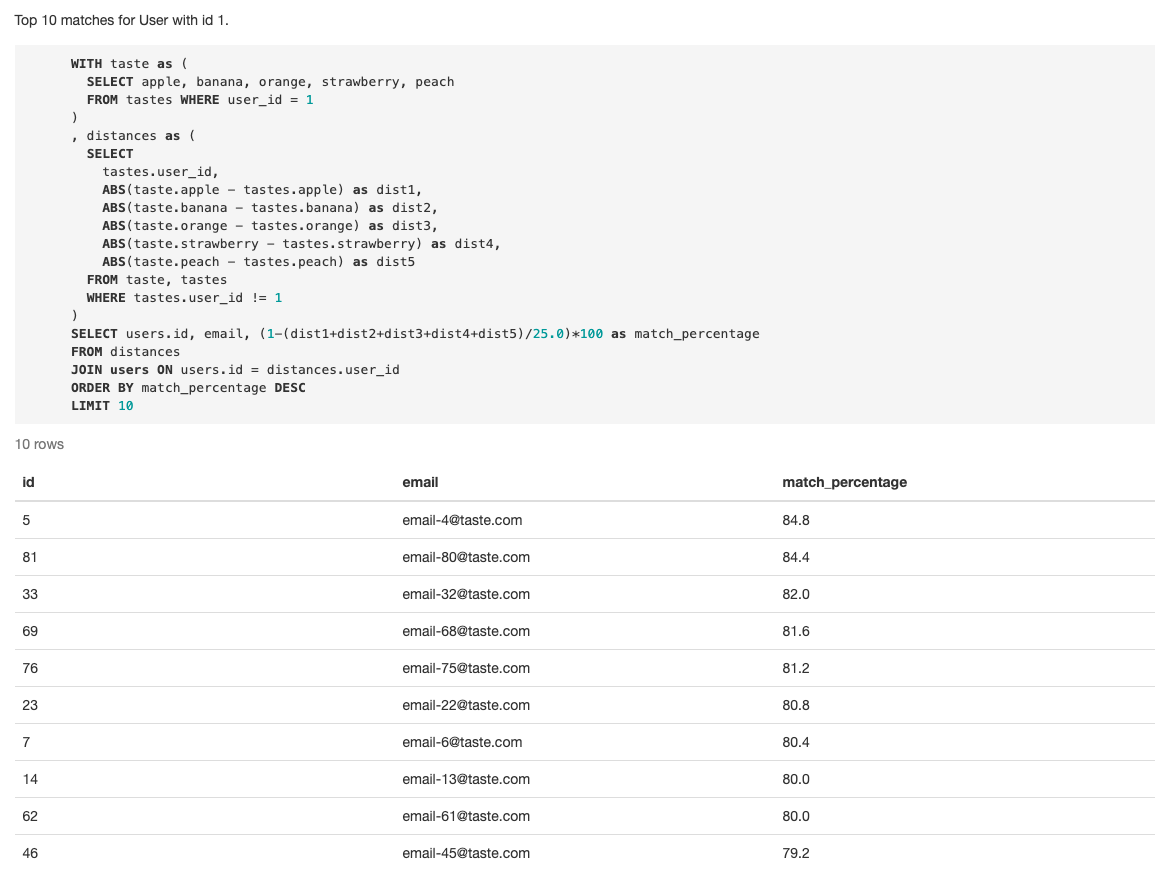 Top 10 matches for User with id 1.
WITH taste as (
  SELECT apple, banana, orange, strawberry, peach
  FROM tastes WHERE user_id = 1
)
, distances as (
  SELECT
    tastes.user_id,
    ABS(taste.apple − tastes.apple) as dist1,
    ABS(taste.banana − tastes.banana) as dist2,
    ABS(taste.orange − tastes.orange) as dist3,
    ABS(taste.strawberry − tastes.strawberry) as dist4,
    ABS(taste.peach − tastes.peach) as dist5
  FROM taste, tastes
  WHERE tastes.user_id != 1
)
SELECT users.id, email, (1−(dist1+dist2+dist3+dist4+dist5)/25.0)*100 as match_percentage
FROM distances
JOIN users ON users.id = distances.user_id
ORDER BY match_percentage DESC
LIMIT 10
10 rows
id email match_percentage
5 email-4@taste.com 84.8
81 email-80@taste.com 84.4
33 email-32@taste.com 82.0
69 email-68@taste.com 81.6
76 email-75@taste.com 81.2
23 email-22@taste.com 80.8
7 email-6@taste.com 80.4
14 email-13@taste.com 80.0
62 email-61@taste.com 80.0
46 email-45@taste.com 79.2